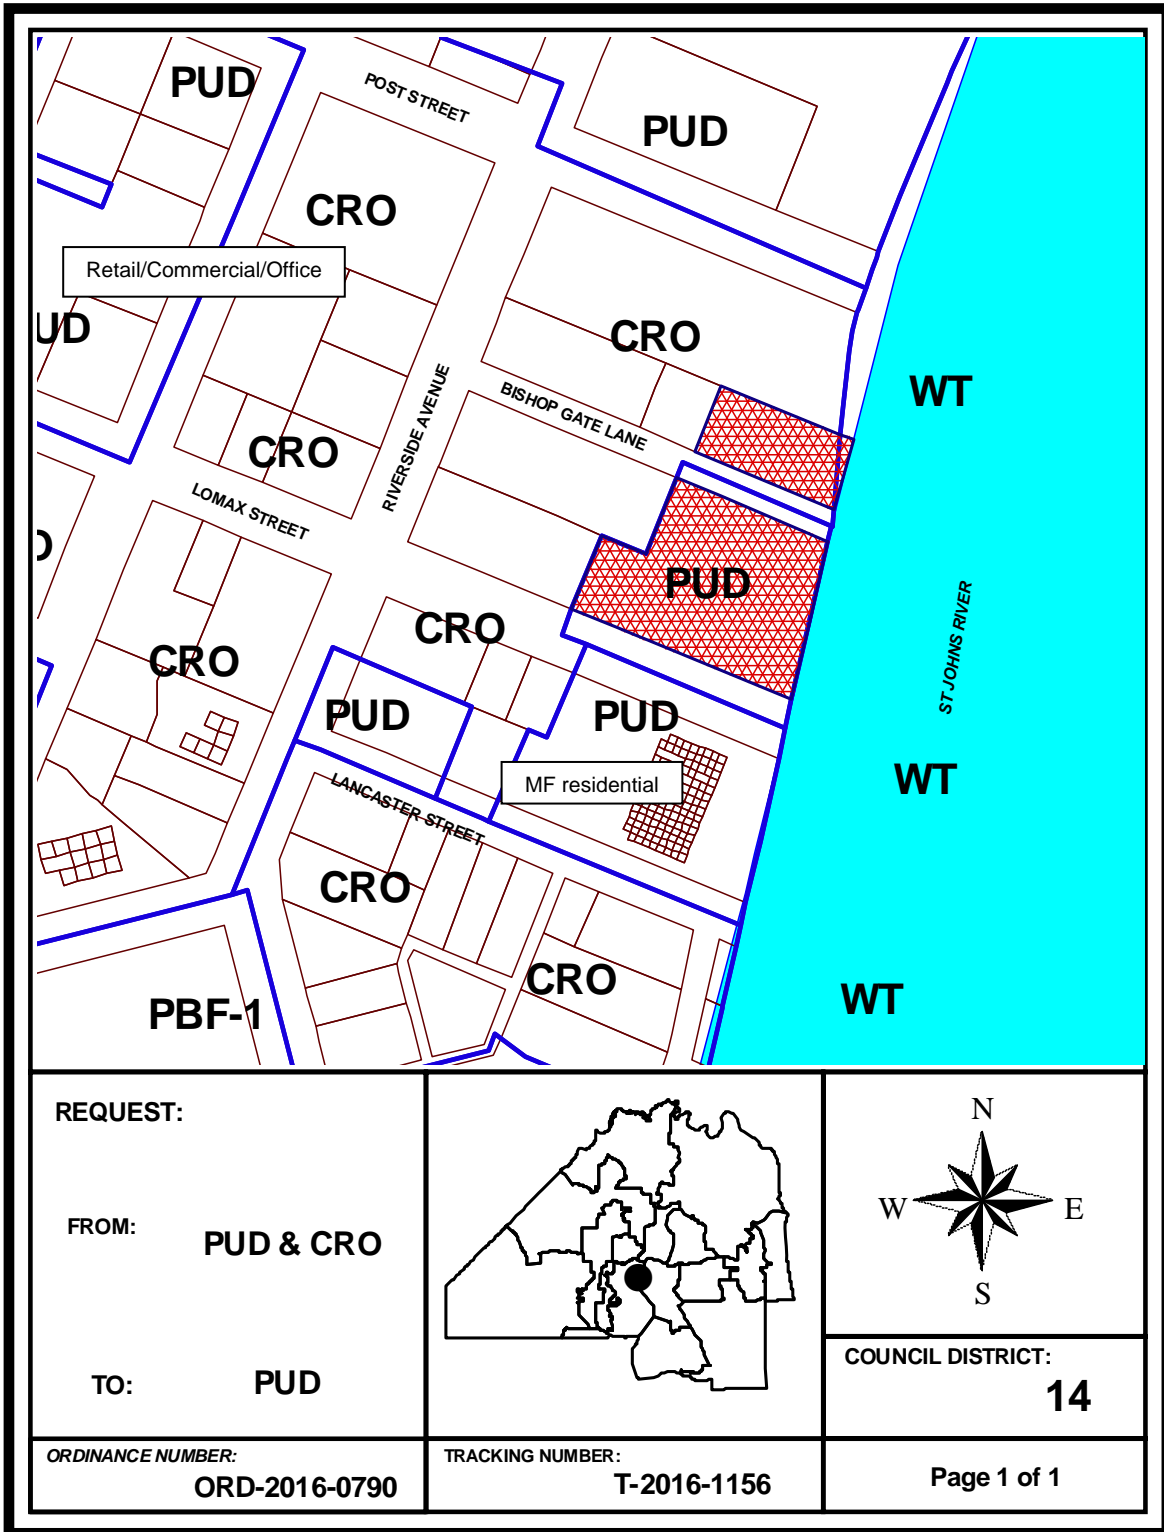 PUD
POST STREET
PUD
CRO
Retail/Commercial/Office
UD
CRO
WT
RIVERSIDE AVENUE
BISHOP GATE LANE
CRO
LOMAX STREET
PUD
ST JOHNS RIVER
CRO
CRO
PUD
PUD
MF residential
WT
LANCASTER STREET
CRO
CRO
WT
PBF-1
REQUEST:
FROM: PUD & CRO
TO: PUD
N
W E
S
COUNCIL DISTRICT:
14
ORDINANCE NUMBER:
ORD-2016-0790
TRACKING NUMBER:
T-2016-1156
Page 1 of 1